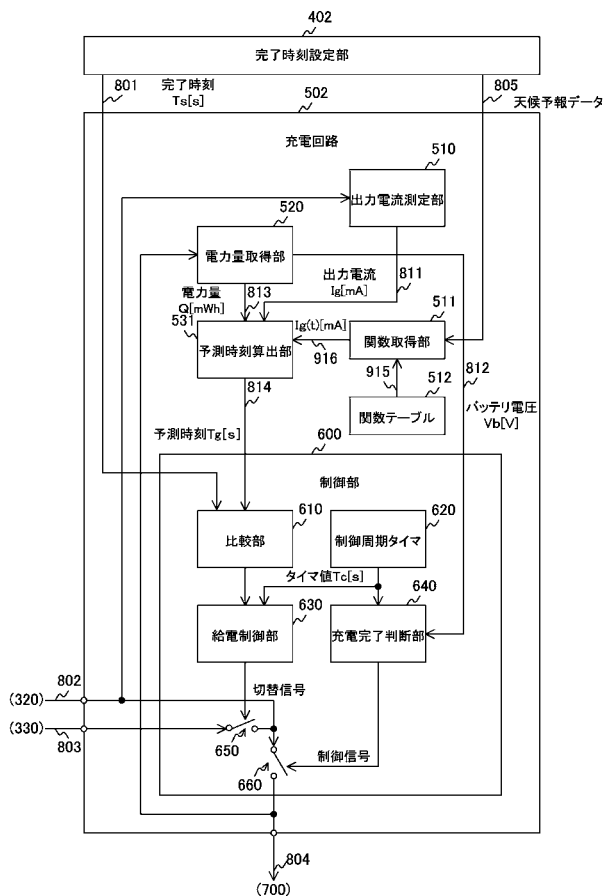 402
完了時刻設定部
801
完了時刻
Ts[s]
502
805
天候予報データ
充電回路
510
出力電流測定部
520
電力量取得部
出力電流
Ig[mA]
811
電力量
Q[mWh]
813
531
予測時刻算出部
Ig(t)[mA]
916
511
関数取得部
915
512
関数テーブル
812
バッテリ電圧
Vb[V]
814
予測時刻Tg[s]
600
制御部
610
比較部
620
制御周期タイマ
タイマ値Tc[s]
630
給電制御部
640
充電完了判断部
802
(320)
切替信号
(330)
803
650
制御信号
660
804
(700)